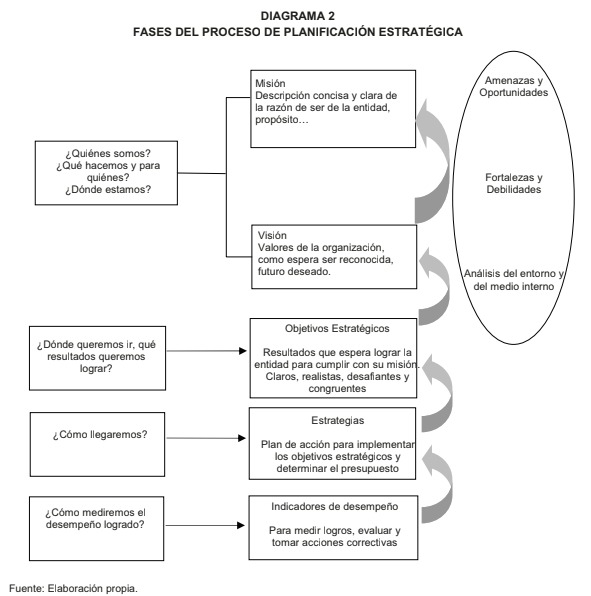 DIAGRAMA 2
FASES DEL PROCESO DE PLANIFICACIÓN ESTRATÉGICA
¿Quiénes somos?
¿Qué hacemos y para
quiénes?
¿Dónde estamos?
Misión
Descripción concisa y clara de
la razón de ser de la entidad,
propósito…
Visión
Valores de la organización,
como espera ser reconocida,
futuro deseado.
Amenazas y
Oportunidades
Fortalezas y
Debilidades
Análisis del entorno y
del medio interno
¿Dónde queremos ir, qué
resultados queremos
lograr?
Objetivos Estratégicos
Resultados que espera lograr la
entidad para cumplir con su misión.
Claros, realistas, desafiantes y
congruentes
¿Cómo llegaremos?
Estrategias
Plan de acción para implementar
los objetivos estratégicos y
determinar el presupuesto
¿Cómo mediremos el
desempeño logrado?
Indicadores de desempeño
Para medir logros, evaluar y
tomar acciones correctivas
Fuente: Elaboración propia.